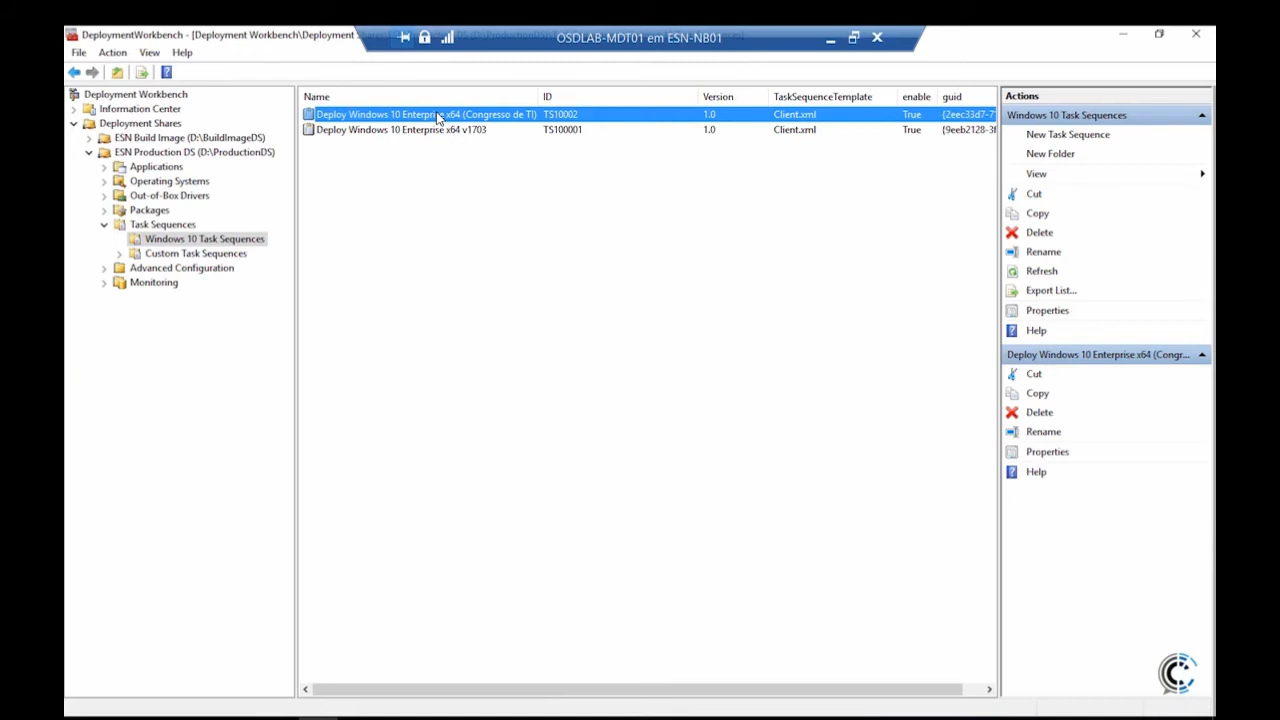 DeploymentWorkbench - [Deployment Workbench\Deployment Shares
OSDLAB-MDT01 em ESN-NB01
File Action View Help
Name ID Version TaskSequenceTemplate enable guid
Deploy Windows 10 Enterprise x64 (Congresso de TI) TS10002 1.0 Client.xml True {2eec33d7-7
Deploy Windows 10 Enterprise x64 v1703 TS100001 1.0 Client.xml True {9eeb2128-3f
Deployment Workbench
Information Center
Deployment Shares
ESN Build Image (D:\BuildImageDS)
ESN Production DS (D:\ProductionDS)
Applications
Operating Systems
Out-of-Box Drivers
Packages
Task Sequences
Windows 10 Task Sequences
Custom Task Sequences
Advanced Configuration
Monitoring
Actions
Windows 10 Task Sequences
New Task Sequence
New Folder
View
Cut
Copy
Delete
Rename
Refresh
Export List...
Properties
Help
Deploy Windows 10 Enterprise x64 (Congr...
Cut
Copy
Delete
Rename
Properties
Help